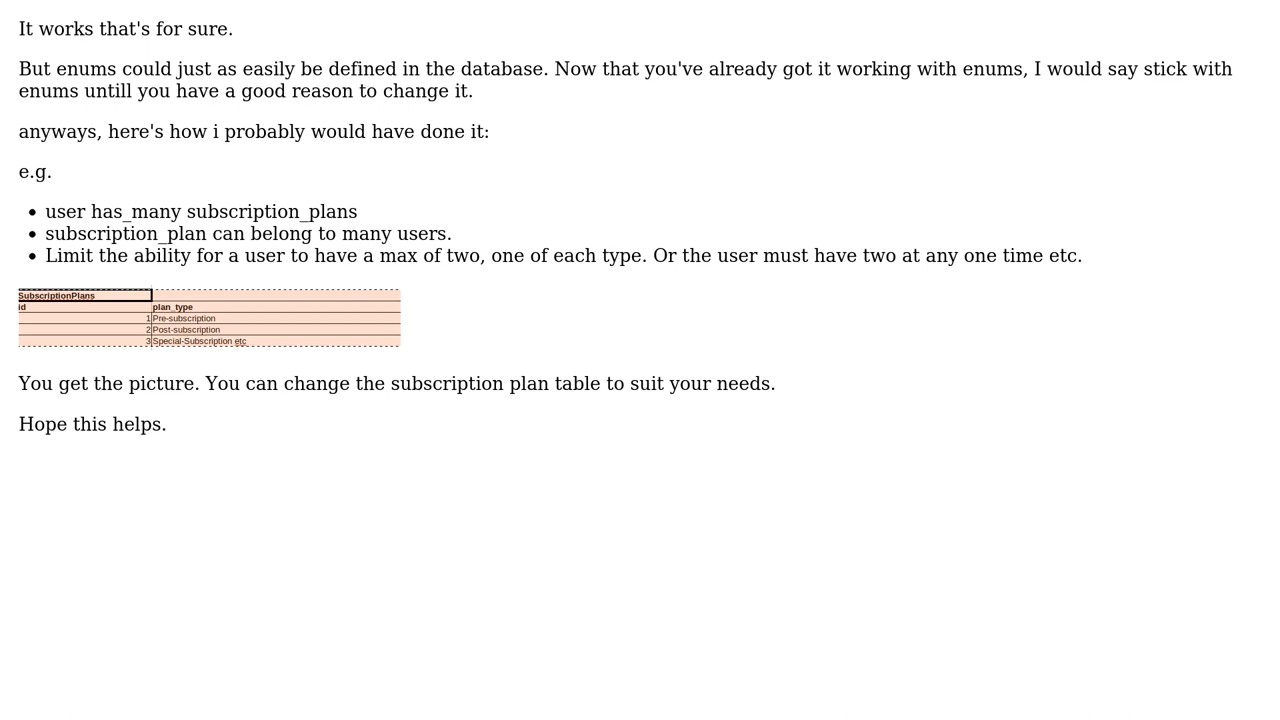 It works that's for sure.
But enums could just as easily be defined in the database. Now that you've already got it working with enums, I would say stick with
enums untill you have a good reason to change it.
anyways, here's how i probably would have done it:
e.g.
• user has_many subscription_plans
• subscription_plan can belong to many users.
• Limit the ability for a user to have a max of two, one of each type. Or the user must have two at any one time etc.
SubscriptionPlans
id plan_type
1 Pre-subscription
2 Post-subscription
3 Special-Subscription etc
You get the picture. You can change the subscription plan table to suit your needs.
Hope this helps.